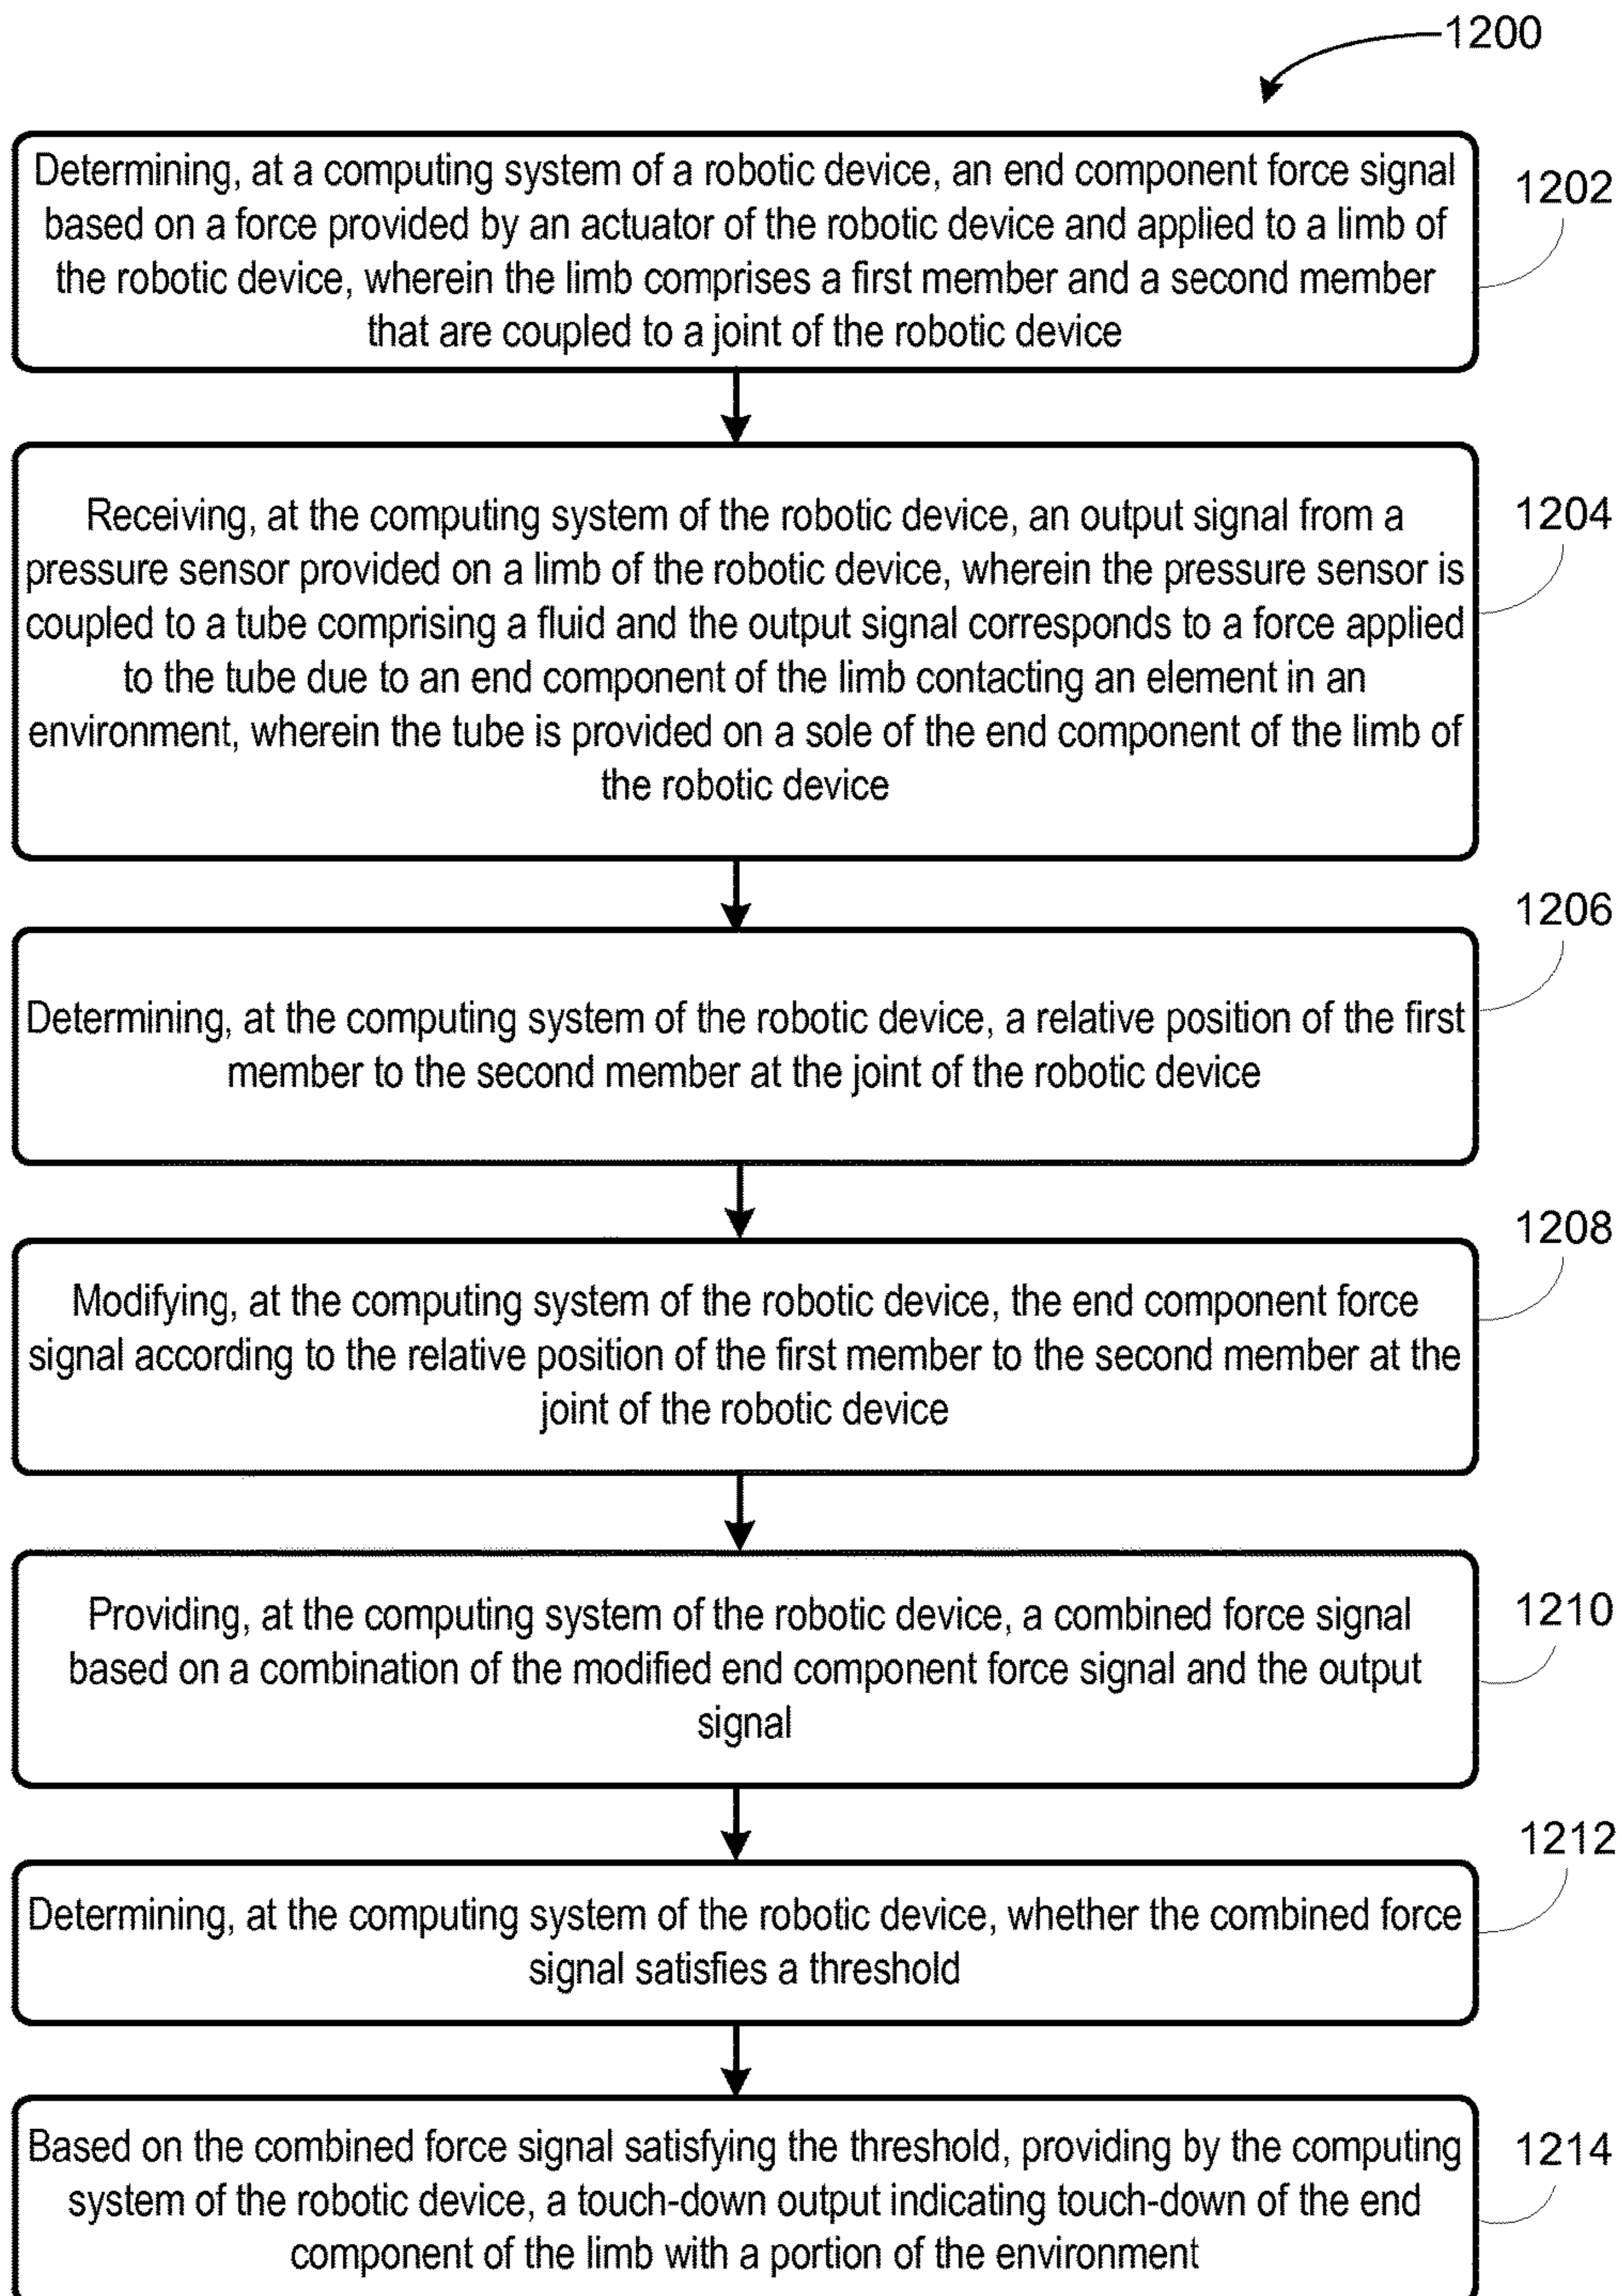 1200
Determining, at a computing system of a robotic device, an end component force signal
based on a force provided by an actuator of the robotic device and applied to a limb of
the robotic device, wherein the limb comprises a first member and a second member
that are coupled to a joint of the robotic device
1202
Receiving, at the computing system of the robotic device, an output signal from a
pressure sensor provided on a limb of the robotic device, wherein the pressure sensor is
coupled to a tube comprising a fluid and the output signal corresponds to a force applied
to the tube due to an end component of the limb contacting an element in an
environment, wherein the tube is provided on a sole of the end component of the limb of
the robotic device
1204
Determining, at the computing system of the robotic device, a relative position of the first
member to the second member at the joint of the robotic device
1206
Modifying, at the computing system of the robotic device, the end component force
signal according to the relative position of the first member to the second member at the
joint of the robotic device
1208
Providing, at the computing system of the robotic device, a combined force signal
based on a combination of the modified end component force signal and the output
signal
1210
Determining, at the computing system of the robotic device, whether the combined force
signal satisfies a threshold
1212
Based on the combined force signal satisfying the threshold, providing by the computing
system of the robotic device, a touch-down output indicating touch-down of the end
component of the limb with a portion of the environment
1214